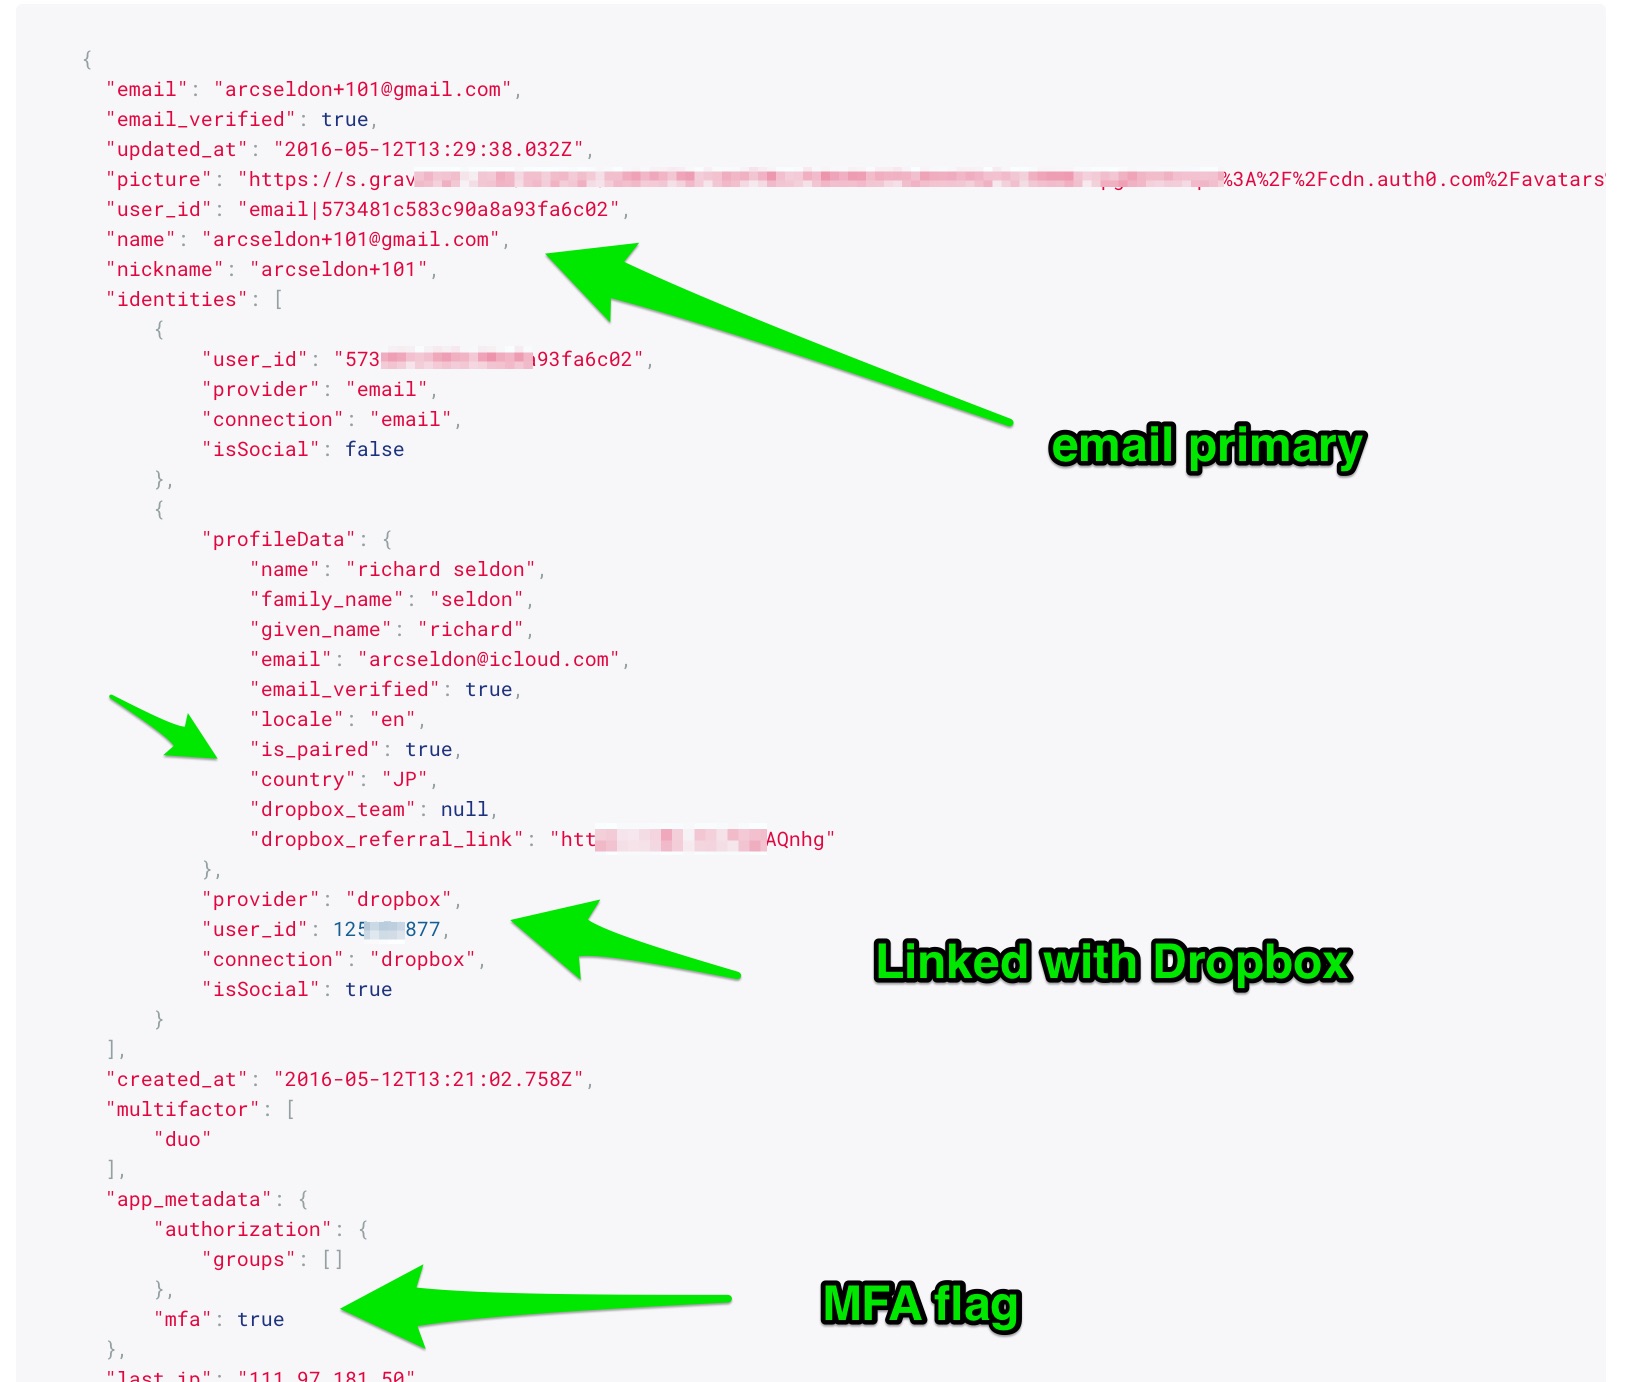 {
"email": "arcseldon+101@gmail.com",
"email_verified": true,
"updated_at": "2016-05-12T13:29:38.032Z",
"picture": "https://s.grav %3A%2F%2Fcdn.auth0.com%2Favatars
"user_id": "email|573481c583c90a8a93fa6c02",
"name": "arcseldon+101@gmail.com",
"nickname": "arcseldon+101",
"identities": [
{
"user_id": "573 a93fa6c02",
"provider": "email",
"connection": "email",
"isSocial": false
email primary
},
{
"profileData": {
"name": "richard seldon",
"family_name": "seldon",
"given_name": "richard",
"email": "arcseldon@icloud.com",
"email_verified": true,
"locale": "en",
"is_paired": true,
"country": "JP",
"dropbox_team": null,
"dropbox_referral_link": "htt AQnhg"
},
"provider": "dropbox",
"user_id": 125 877,
"connection": "dropbox",
Linked with Dropbox
"isSocial": true
}
],
"created_at": "2016-05-12T13:21:02.758Z",
"multifactor": [
"duo"
],
"app_metadata": {
"authorization": {
"groups": []
},
"mfa": true
MFA flag
},
"last_ip": "111.97.181.50"